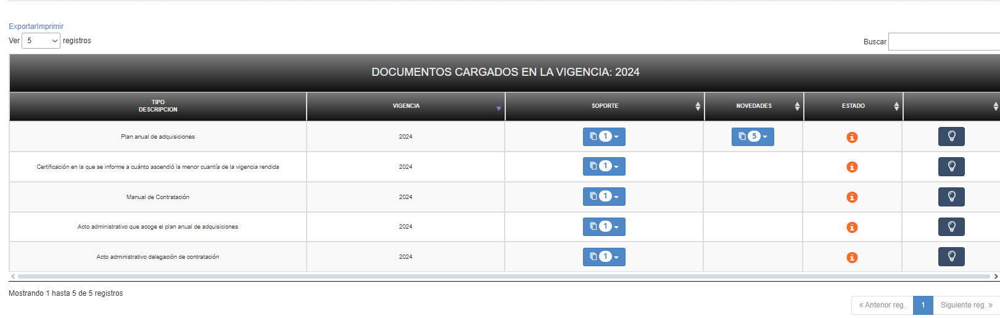 ExportarImprimir
Ver 5 registros
Buscar
DOCUMENTOS CARGADOS EN LA VIGENCIA: 2024
TIPO
DESCRIPCION
VIGENCIA
SOPORTE
NOVEDADES
ESTADO
Plan anual de adquisiciones 2024 1 5
Certificación en la que se informe a cuánto ascendió la menor cuantía de la vigencia rendida 2024 1
Manual de Contratación 2024 1
Acto administrativo que acoge el plan anual de adquisiciones 2024 1
Acto administrativo delegación de contratación 2024 1
Mostrando 1 hasta 5 de 5 registros
« Anterior reg. 1 Siguiente reg. »